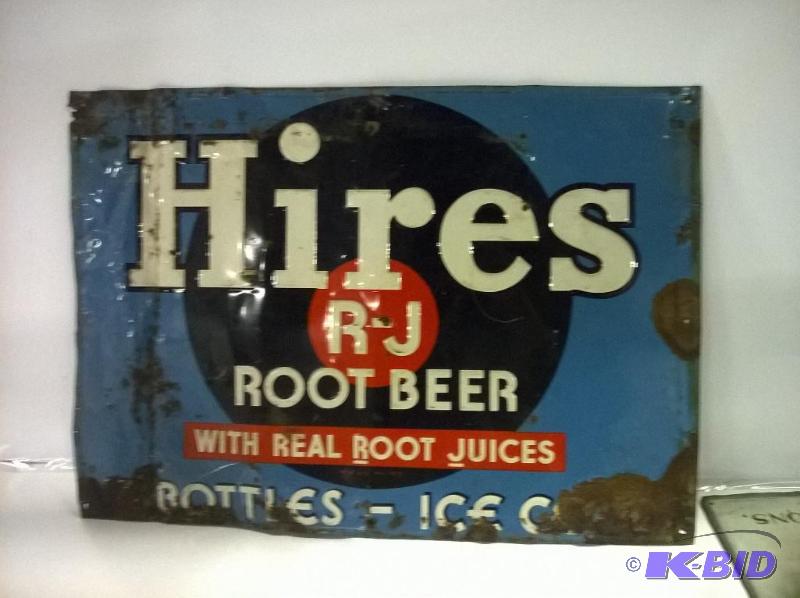 Hires
R-J
ROOT BEER
WITH REAL ROOT JUICES
BOTTLES - ICE
© K-BID